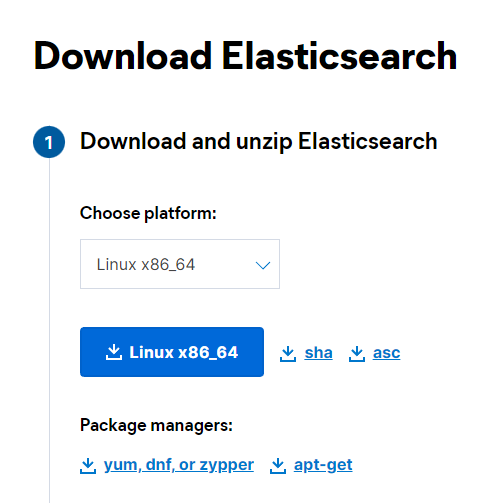 Download Elasticsearch
1 Download and unzip Elasticsearch
Choose platform:
Linux x86_64
Linux x86_64 sha asc
Package managers:
yum, dnf, or zypper apt-get